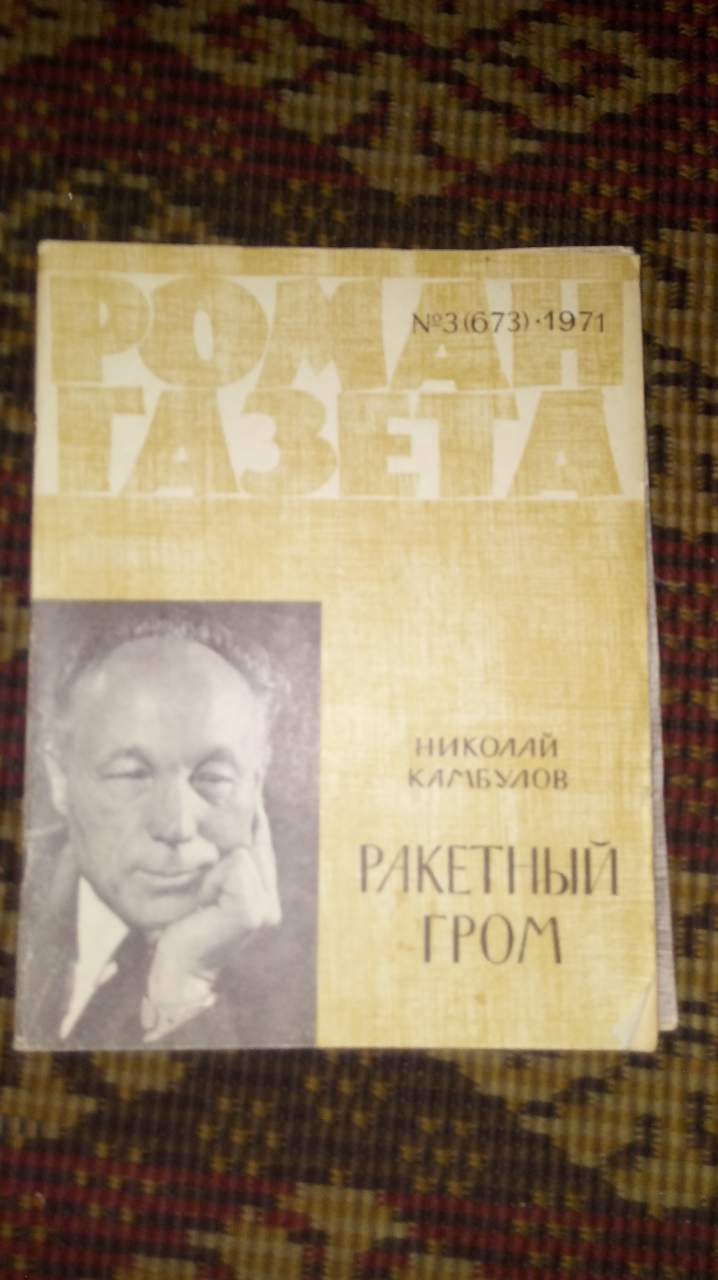 РОМАН
№3(673)·1971
ГАЗЕТА
НИКОЛАЙ
КАМБУЛОВ
РАКЕТНЫЙ
ГРОМ